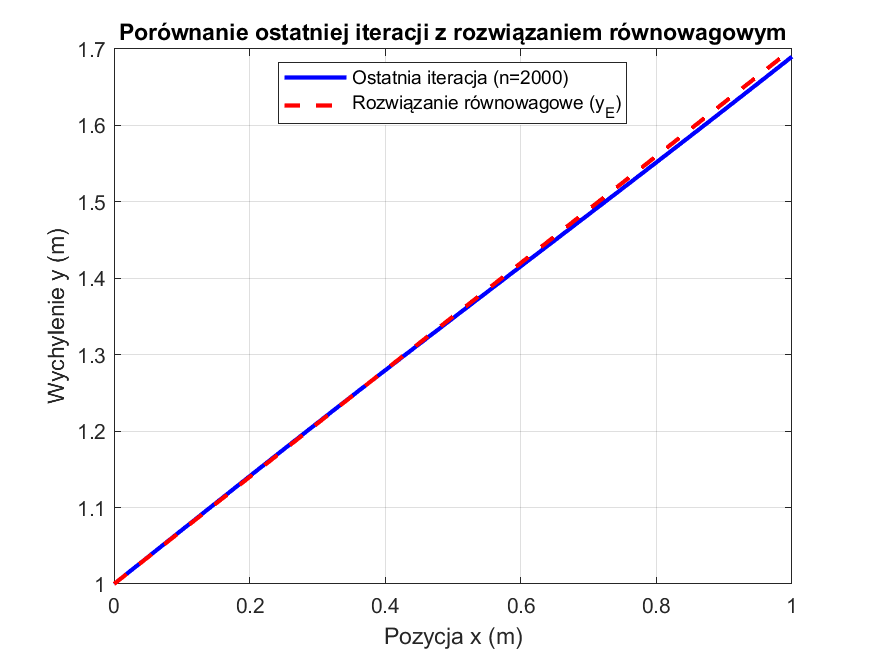 Porównanie ostatniej iteracji z rozwiązaniem równowagowym
Ostatnia iteracja (n=2000)
Rozwiązanie równowagowe (y_E)
Wychylenie y (m)
1.7
1.6
1.5
1.4
1.3
1.2
1.1
1
0
0.2
0.4
0.6
0.8
1
Pozycja x (m)